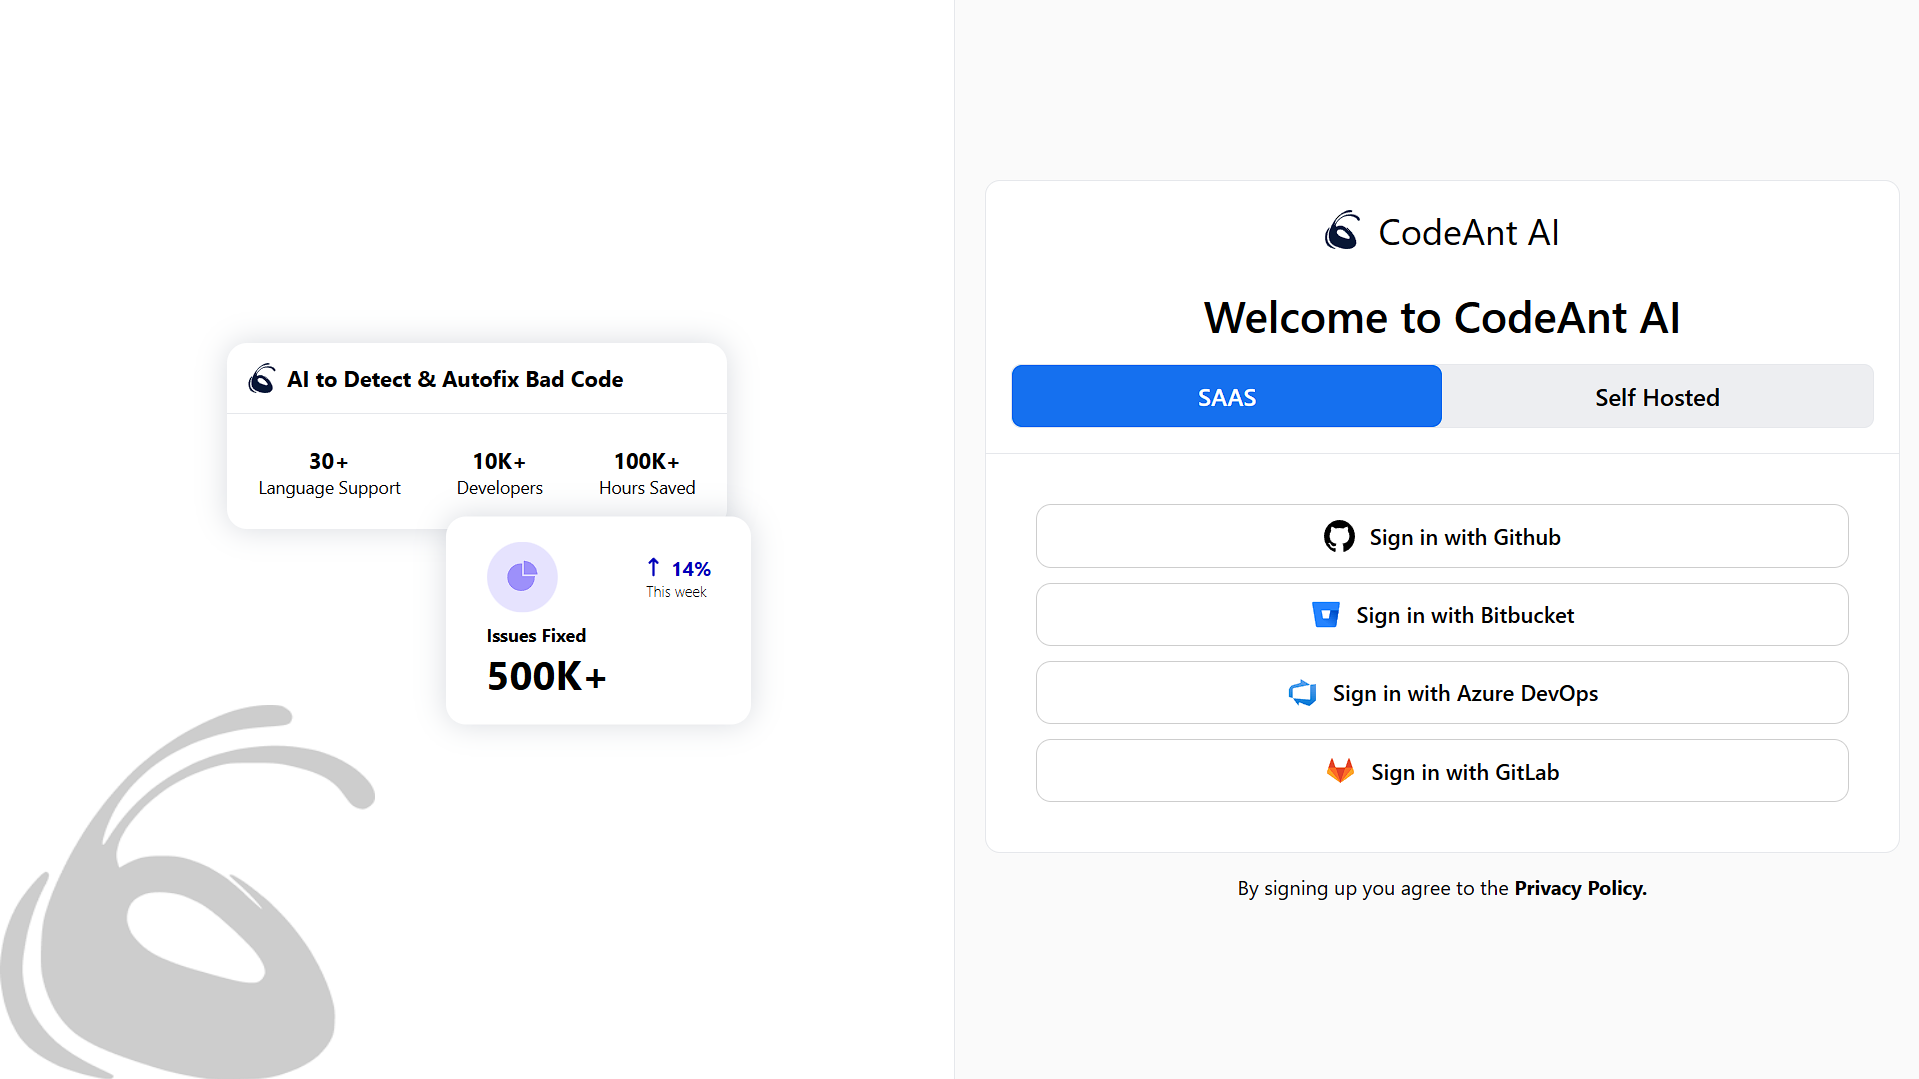 AI to Detect & Autofix Bad Code
30+
Language Support
10K+
Developers
100K+
Hours Saved
↑ 14%
This week
Issues Fixed
500K+
CodeAnt AI
Welcome to CodeAnt AI
SAAS
Self Hosted
Sign in with Github
Sign in with Bitbucket
Sign in with Azure DevOps
Sign in with GitLab
By signing up you agree to the Privacy Policy.